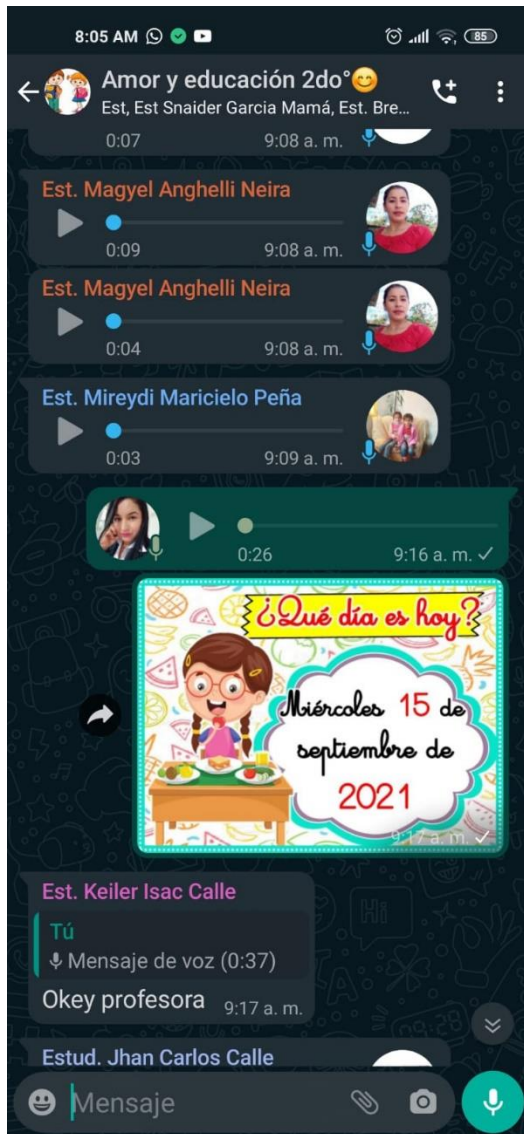 8:05 AM
85
Amor y educación 2do°😊
Est, Est Snaider Garcia Mamá, Est. Bre...
0:07 9:08 a. m.
Est. Magyel Anghelli Neira
0:09 9:08 a. m.
Est. Magyel Anghelli Neira
0:04 9:08 a. m.
Est. Mireydi Maricielo Peña
0:03 9:09 a. m.
0:26 9:16 a. m.
¿Qué día es hoy?
Miércoles 15 de
septiembre de
2021
9:17 a. m.
Est. Keiler Isac Calle
Tú
Mensaje de voz (0:37)
Okey profesora 9:17 a. m.
Estud. Jhan Carlos Calle
Mensaje